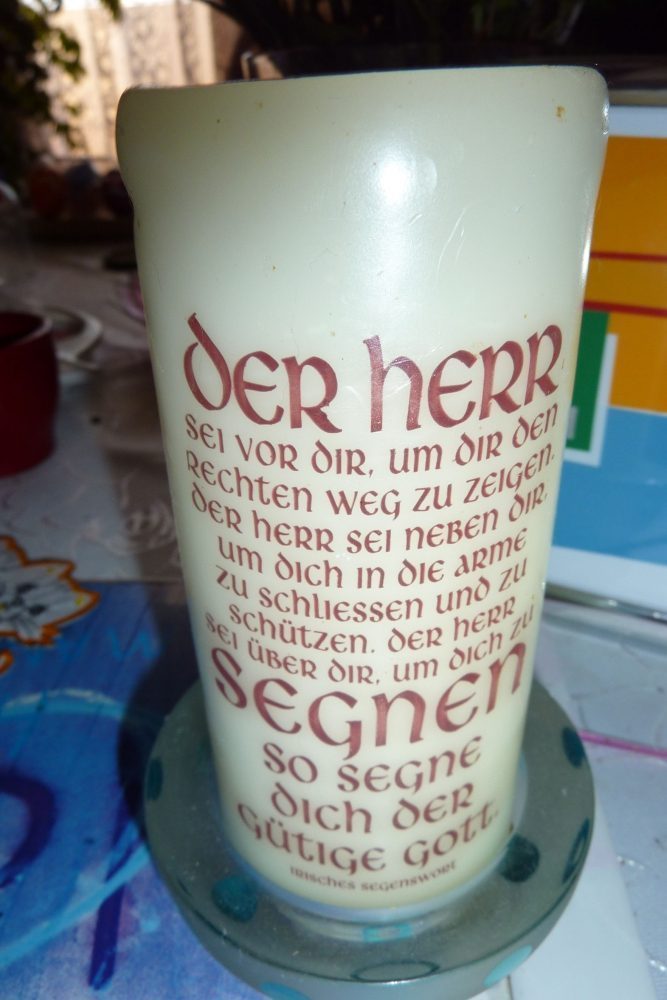 der Herr
sei vor dir, um dir den
rechten Weg zu zeigen.
der Herr sei neben dir,
um dich in die Arme
zu schliessen und zu
schützen. der Herr
sei über dir, um dich zu
segnen
so segne
dich der
gütige Gott.
Irisches Segenswort